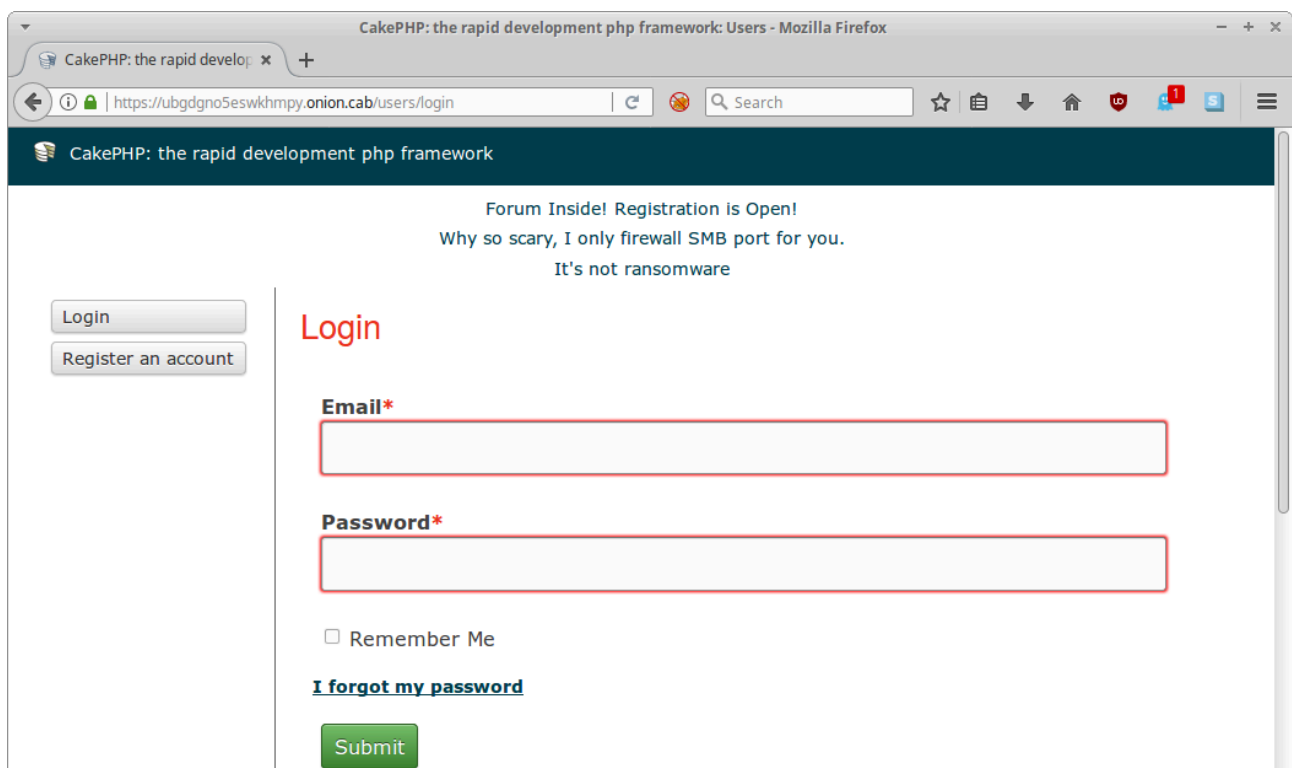 CakePHP: the rapid development php framework: Users - Mozilla Firefox
CakePHP: the rapid develop
https://ubgdgno5eswkhmpy.onion.cab/users/login
Search
1
S
CakePHP: the rapid development php framework
Forum Inside! Registration is Open!
Why so scary, I only firewall SMB port for you.
It's not ransomware
Login
Register an account
Login
Email*
Password*
Remember Me
I forgot my password
Submit